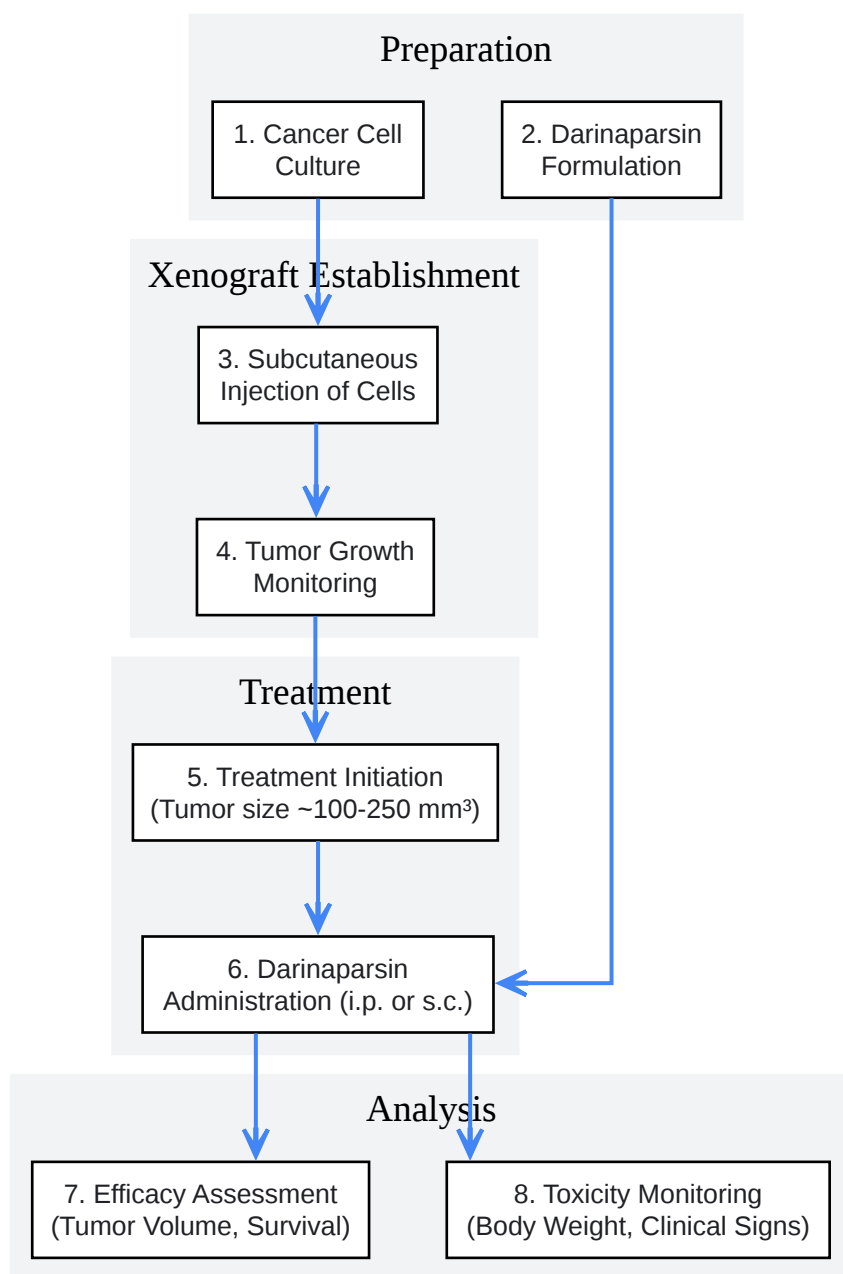 Preparation
1. Cancer Cell
Culture
2. Darinaparsin
Formulation
Xenograft Establishment
3. Subcutaneous
Injection of Cells
4. Tumor Growth
Monitoring
Treatment
5. Treatment Initiation
(Tumor size ~100-250 mm³)
6. Darinaparsin
Administration (i.p. or s.c.)
Analysis
7. Efficacy Assessment
(Tumor Volume, Survival)
8. Toxicity Monitoring
(Body Weight, Clinical Signs)